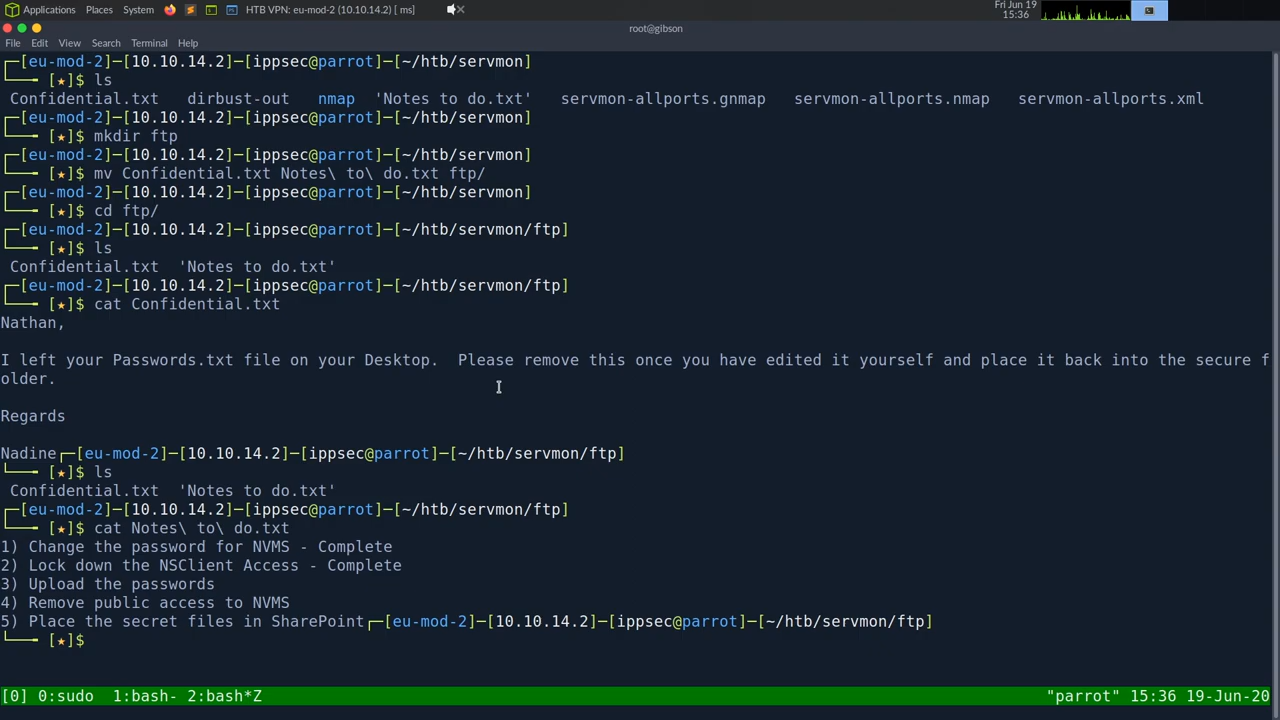 Applications Places System HTB VPN: eu-mod-2 (10.10.14.2) [ ms] Fri Jun 19
15:36
root@gibson
File Edit View Search Terminal Help
┌─[eu-mod-2]─[10.10.14.2]─[ippsec@parrot]─[~/htb/servmon]
└──╼ [★]$ ls
Confidential.txt dirbust-out nmap 'Notes to do.txt' servmon-allports.gnmap servmon-allports.nmap servmon-allports.xml
┌─[eu-mod-2]─[10.10.14.2]─[ippsec@parrot]─[~/htb/servmon]
└──╼ [★]$ mkdir ftp
┌─[eu-mod-2]─[10.10.14.2]─[ippsec@parrot]─[~/htb/servmon]
└──╼ [★]$ mv Confidential.txt Notes\ to\ do.txt ftp/
┌─[eu-mod-2]─[10.10.14.2]─[ippsec@parrot]─[~/htb/servmon]
└──╼ [★]$ cd ftp/
┌─[eu-mod-2]─[10.10.14.2]─[ippsec@parrot]─[~/htb/servmon/ftp]
└──╼ [★]$ ls
Confidential.txt 'Notes to do.txt'
┌─[eu-mod-2]─[10.10.14.2]─[ippsec@parrot]─[~/htb/servmon/ftp]
└──╼ [★]$ cat Confidential.txt
Nathan,
I left your Passwords.txt file on your Desktop.  Please remove this once you have edited it yourself and place it back into the secure f
older.
Regards
Nadine┌─[eu-mod-2]─[10.10.14.2]─[ippsec@parrot]─[~/htb/servmon/ftp]
└──╼ [★]$ ls
Confidential.txt 'Notes to do.txt'
┌─[eu-mod-2]─[10.10.14.2]─[ippsec@parrot]─[~/htb/servmon/ftp]
└──╼ [★]$ cat Notes\ to\ do.txt
1) Change the password for NVMS - Complete
2) Lock down the NSClient Access - Complete
3) Upload the passwords
4) Remove public access to NVMS
5) Place the secret files in SharePoint┌─[eu-mod-2]─[10.10.14.2]─[ippsec@parrot]─[~/htb/servmon/ftp]
└──╼ [★]$
[0] 0:sudo 1:bash- 2:bash*Z "parrot" 15:36 19-Jun-20